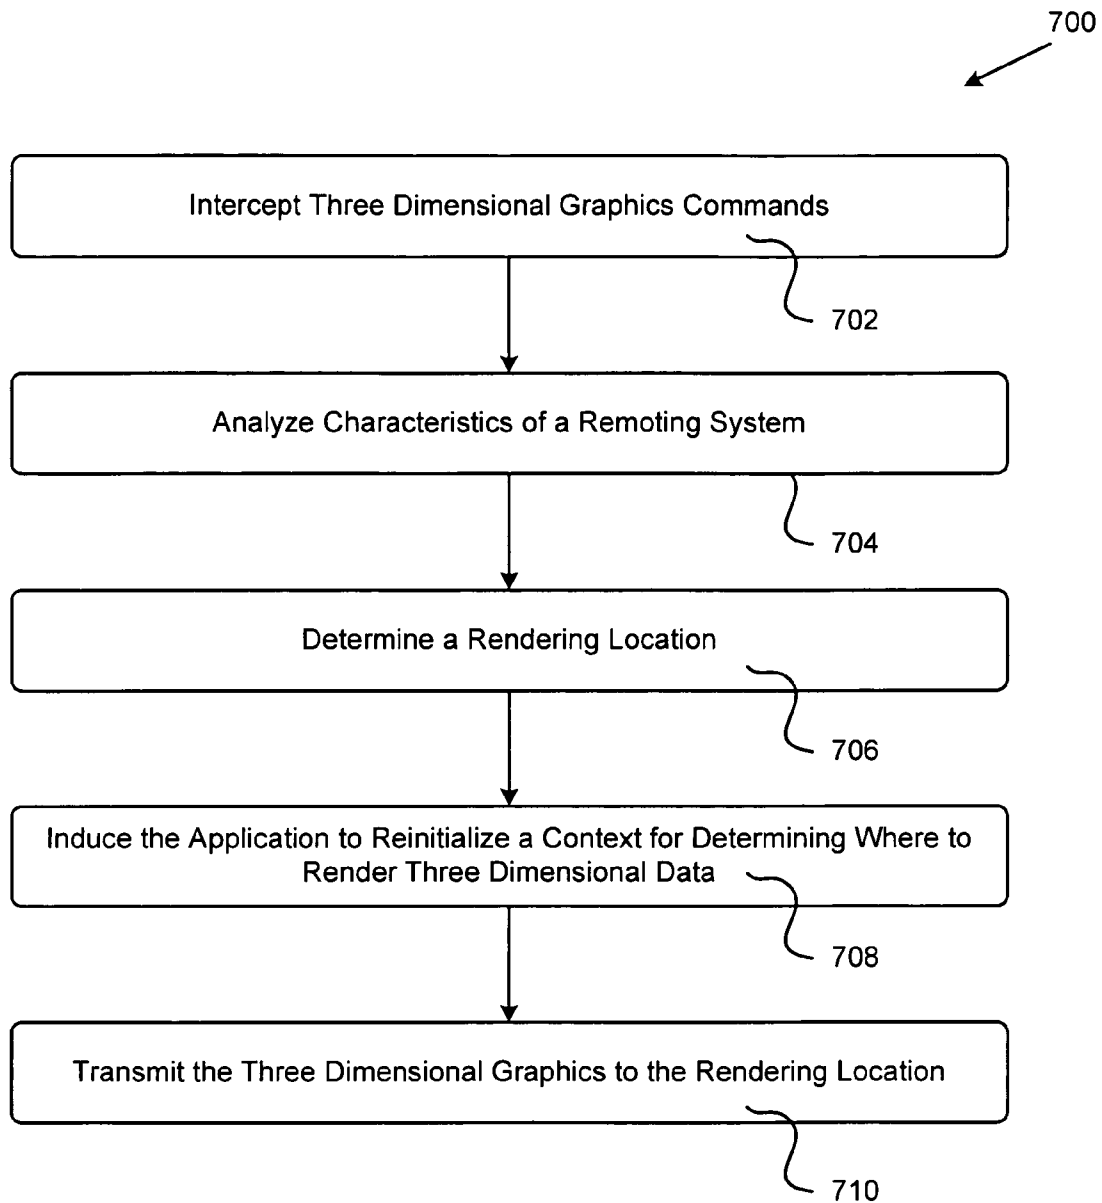 700
Intercept Three Dimensional Graphics Commands
702
Analyze Characteristics of a Remoting System
704
Determine a Rendering Location
706
Induce the Application to Reinitialize a Context for Determining Where to
Render Three Dimensional Data
708
Transmit the Three Dimensional Graphics to the Rendering Location
710